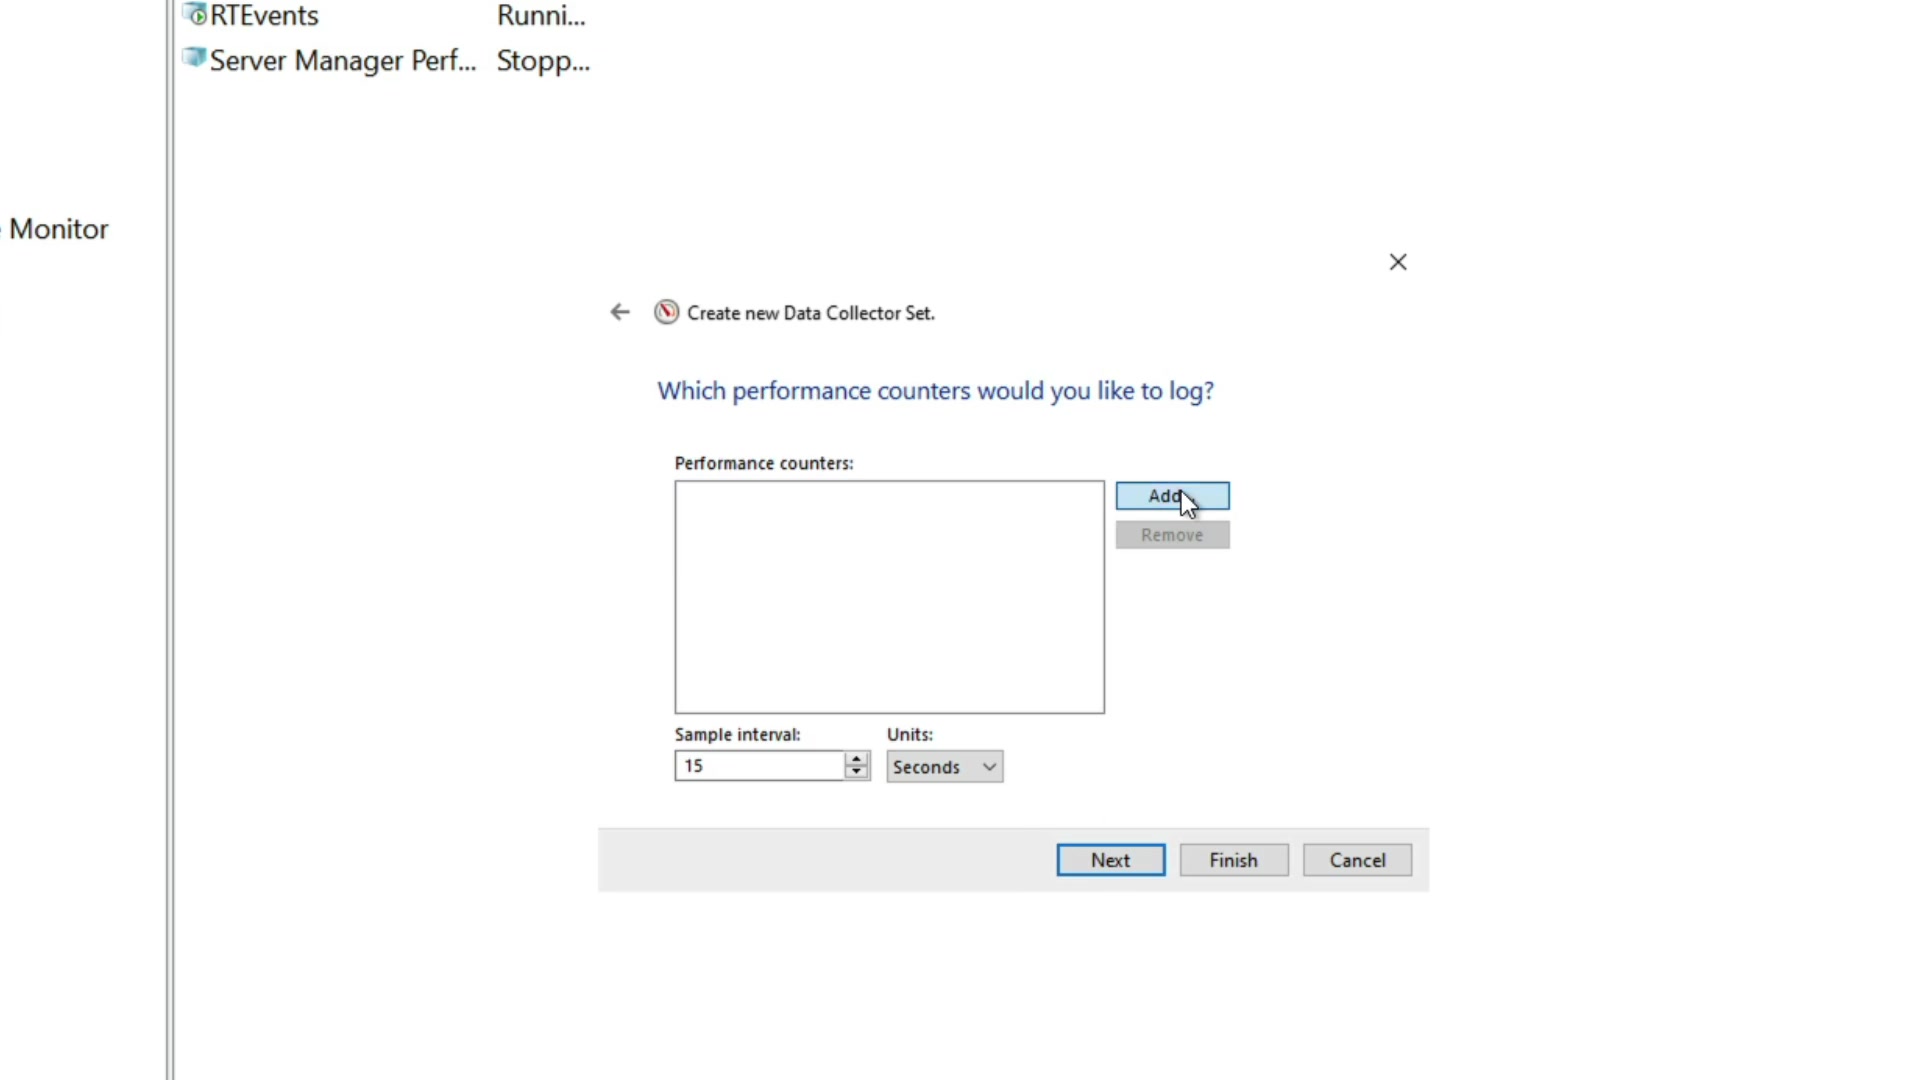 RTEvents Runni...
Server Manager Perf... Stopp...
Monitor
Create new Data Collector Set.
Which performance counters would you like to log?
Performance counters:
Add
Remove
Sample interval: Units:
15 Seconds
Next Finish Cancel